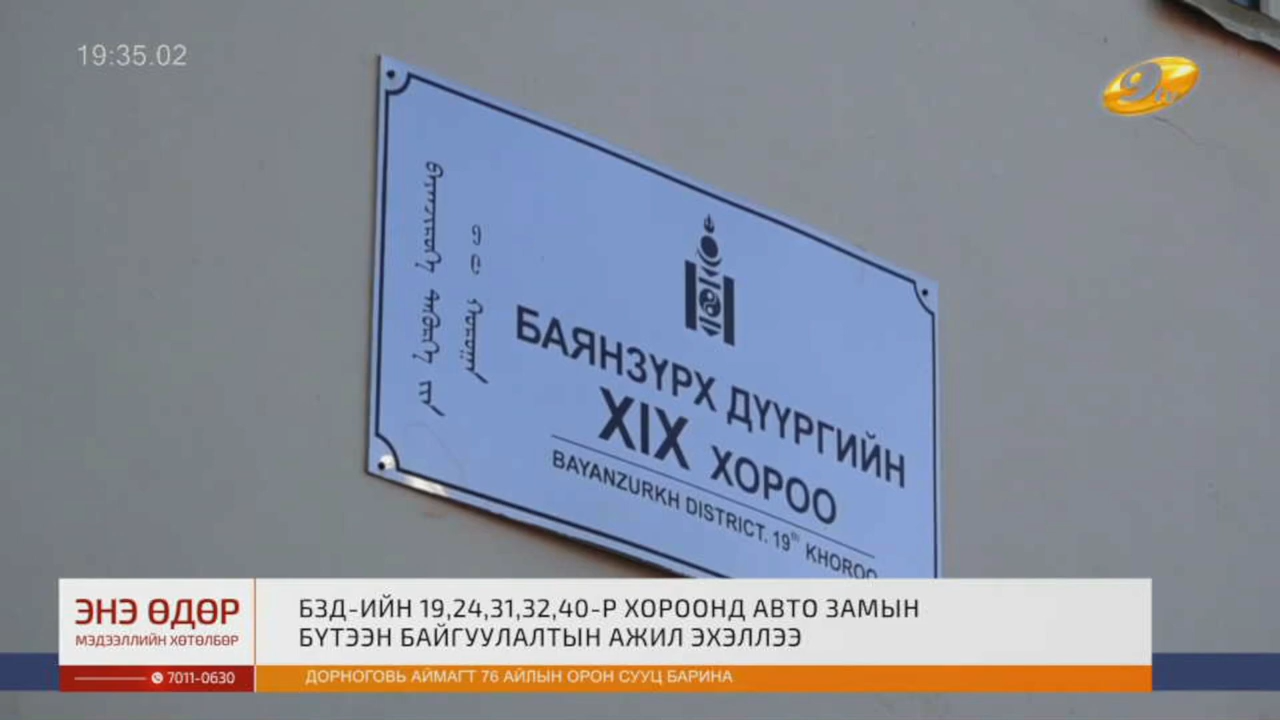 19:35.02
9 tv
БАЯНЗҮРХ ДҮҮРГИЙН
XIX ХОРОО
BAYANZURKH DISTRICT. 19th KHOROO
ЭНЭ ӨДӨР
МЭДЭЭЛЛИЙН ХӨТӨЛБӨР
7011-0630
БЗД-ИЙН 19,24,31,32,40-Р ХОРООНД АВТО ЗАМЫН
БҮТЭЭН БАЙГУУЛАЛТЫН АЖИЛ ЭХЭЛЛЭЭ
ДОРНОГОВЬ АЙМАГТ 76 АЙЛЫН ОРОН СУУЦ БАРИНА